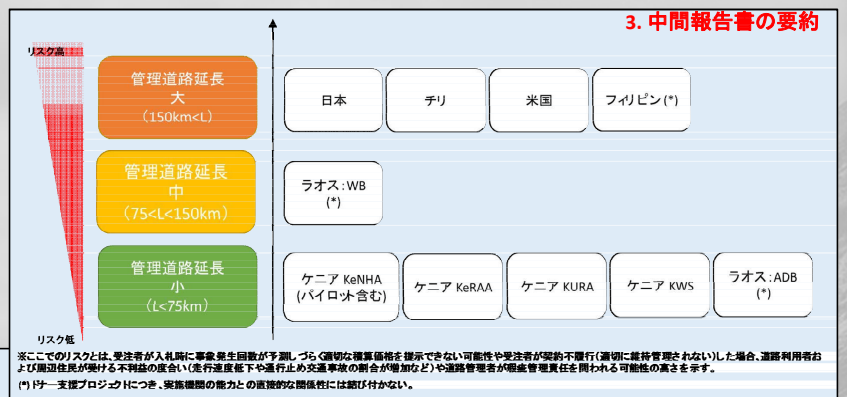 3. 中間報告書の要約
リスク高
管理道路延長
大
(150km<L)
日本
チリ
米国
フィリピン(*)
管理道路延長
中
(75<L<150km)
ラオス:WB
(*)
管理道路延長
小
(L<75km)
ケニア KeNHA
(パイロット含む)
ケニア KeRAA
ケニア KURA
ケニア KWS
ラオス:ADB
(*)
リスク低
※ここでのリスクとは、受注者が入札時に事象発生回数が予測しづらく適切な積算価格を提示できない可能性や受注者が契約不履行(適切に維持管理されない)した場合、道路利用者お
よび周辺住民が受ける不利益の度合い(走行速度低下や通行止め交通事故の割合が増加など)や道路管理者が瑕疵管理責任を問われる可能性の高さを示す。
(*)ドナー支援プロジェクトにつき、実施機関の能力との直接的な関係性には結び付かない。